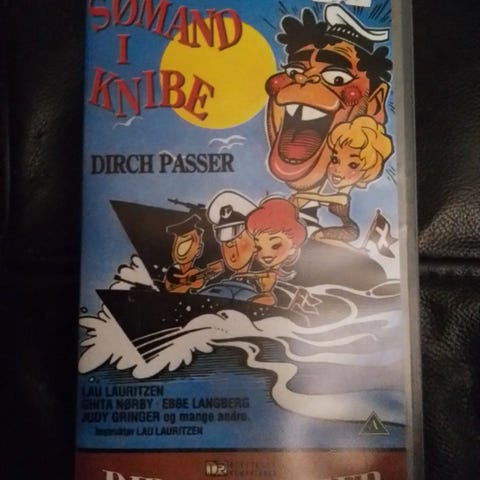 SØMAND
I
KNIBE
DIRCH PASSER
LAU LAURITZEN
GHITA NØRBY · EBBE LANGBERG
JUDY GRINGER og mange andre.
Instruktør LAU LAURITZEN
A